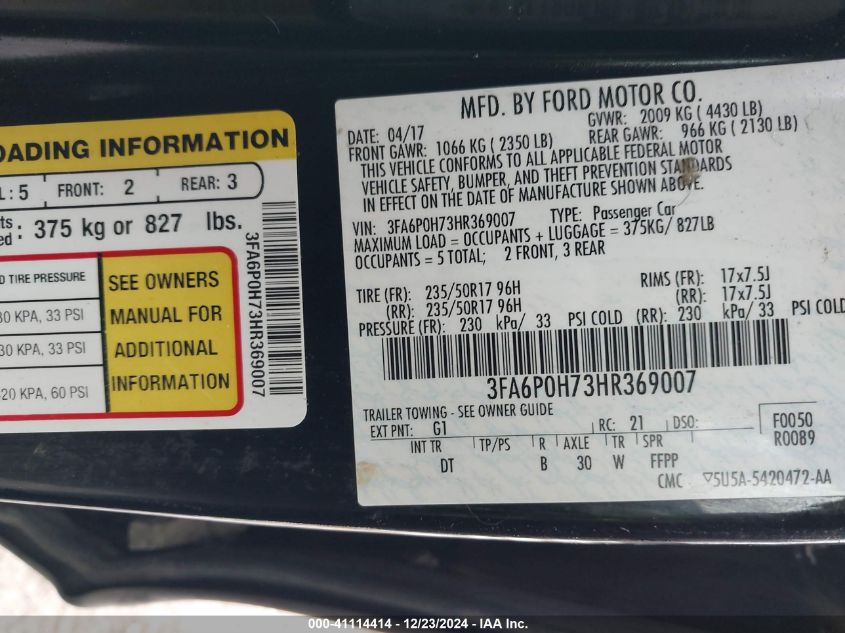 OADING INFORMATION
L: 5 FRONT: 2 REAR: 3
ts
ed: 375 kg or 827 lbs.
D TIRE PRESSURE
30 KPA, 33 PSI
30 KPA, 33 PSI
420 KPA, 60 PSI
SEE OWNERS
MANUAL FOR
ADDITIONAL
INFORMATION
3FA6P0H73HR369007
MFD. BY FORD MOTOR CO.
DATE: 04/17 GVWR: 2009 KG ( 4430 LB)
FRONT GAWR: 1066 KG ( 2350 LB) REAR GAWR: 966 KG ( 2130 LB)
THIS VEHICLE CONFORMS TO ALL APPLICABLE FEDERAL MOTOR
VEHICLE SAFETY, BUMPER, AND THEFT PREVENTION STANDARDS
IN EFFECT ON THE DATE OF MANUFACTURE SHOWN ABOVE.
VIN: 3FA6P0H73HR369007 TYPE: Passenger Car
MAXIMUM LOAD = OCCUPANTS + LUGGAGE = 375KG/ 827LB
OCCUPANTS = 5 TOTAL; 2 FRONT, 3 REAR
TIRE (FR): 235/50R17 96H RIMS (FR): 17x7.5J
(RR): 235/50R17 96H (RR): 17x7.5J
PRESSURE (FR): 230 kPa/ 33 PSI COLD (RR): 230 kPa/ 33 PSI COLD
3FA6P0H73HR369007
TRAILER TOWING - SEE OWNER GUIDE
EXT PNT: G1 RC: 21 DSO: F0050
INT TR TP/PS R AXLE TR SPR R0089
DT B 30 W FFPP
CMC ▽5U5A-5420472-AA
000-41114414 - 12/23/2024 - IAAI, Inc.